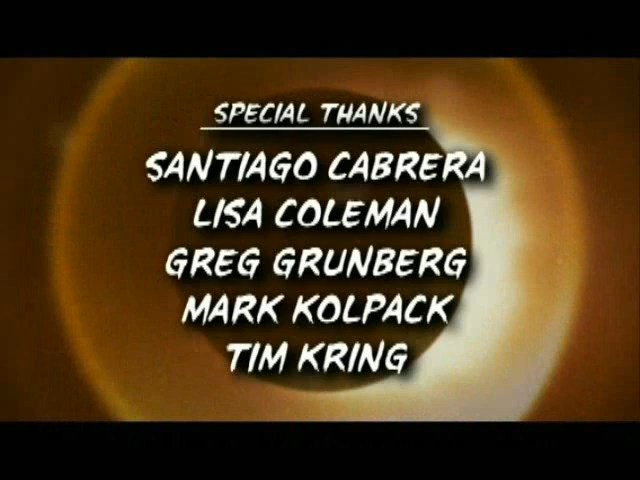 SPECIAL THANKS
SANTIAGO CABRERA
LISA COLEMAN
GREG GRUNBERG
MARK KOLPACK
TIM KRING